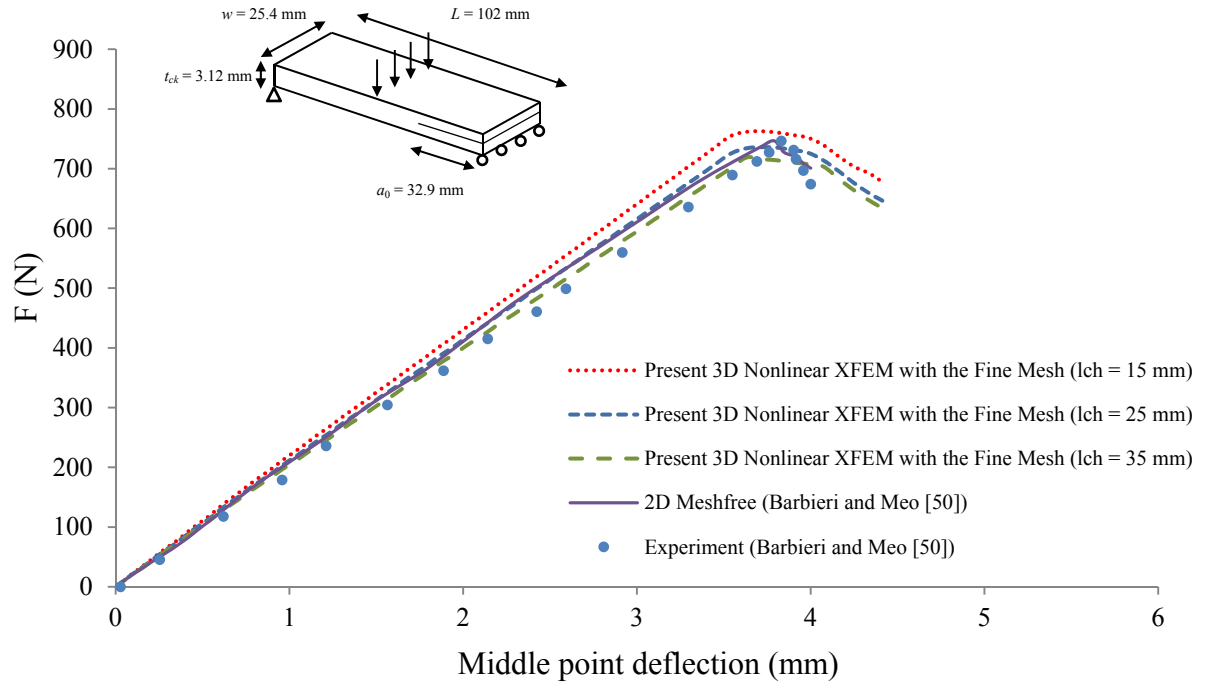 w = 25.4 mm
L = 102 mm
t_ck = 3.12 mm
a_0 = 32.9 mm
900
800
700
600
500
400
300
200
100
0
F (N)
0 1 2 3 4 5 6
Middle point deflection (mm)
Present 3D Nonlinear XFEM with the Fine Mesh (lch = 15 mm)
Present 3D Nonlinear XFEM with the Fine Mesh (lch = 25 mm)
Present 3D Nonlinear XFEM with the Fine Mesh (lch = 35 mm)
2D Meshfree (Barbieri and Meo [50])
Experiment (Barbieri and Meo [50])